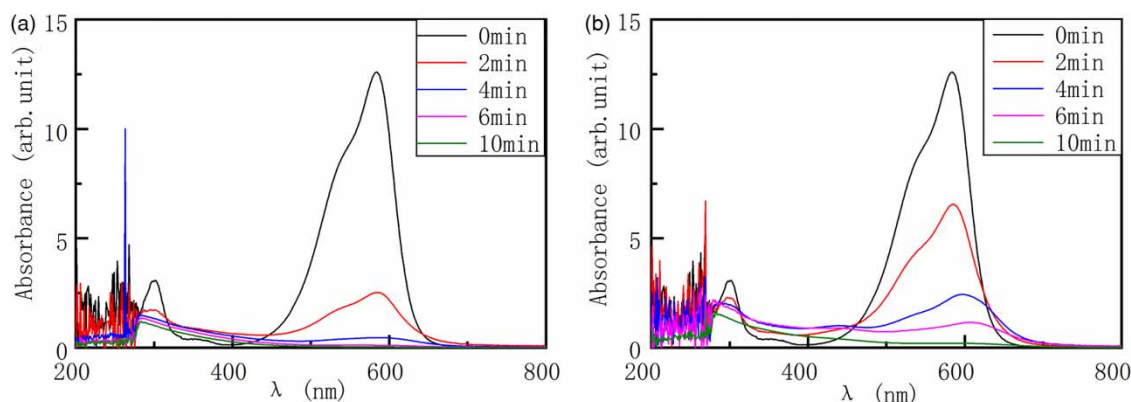 (a)
15
10
5
0
Absorbance (arb.unit)
0min
2min
4min
6min
10min
200
400
600
800
λ (nm)
(b)
15
10
5
0
Absorbance (arb.unit)
0min
2min
4min
6min
10min
200
400
600
800
λ (nm)